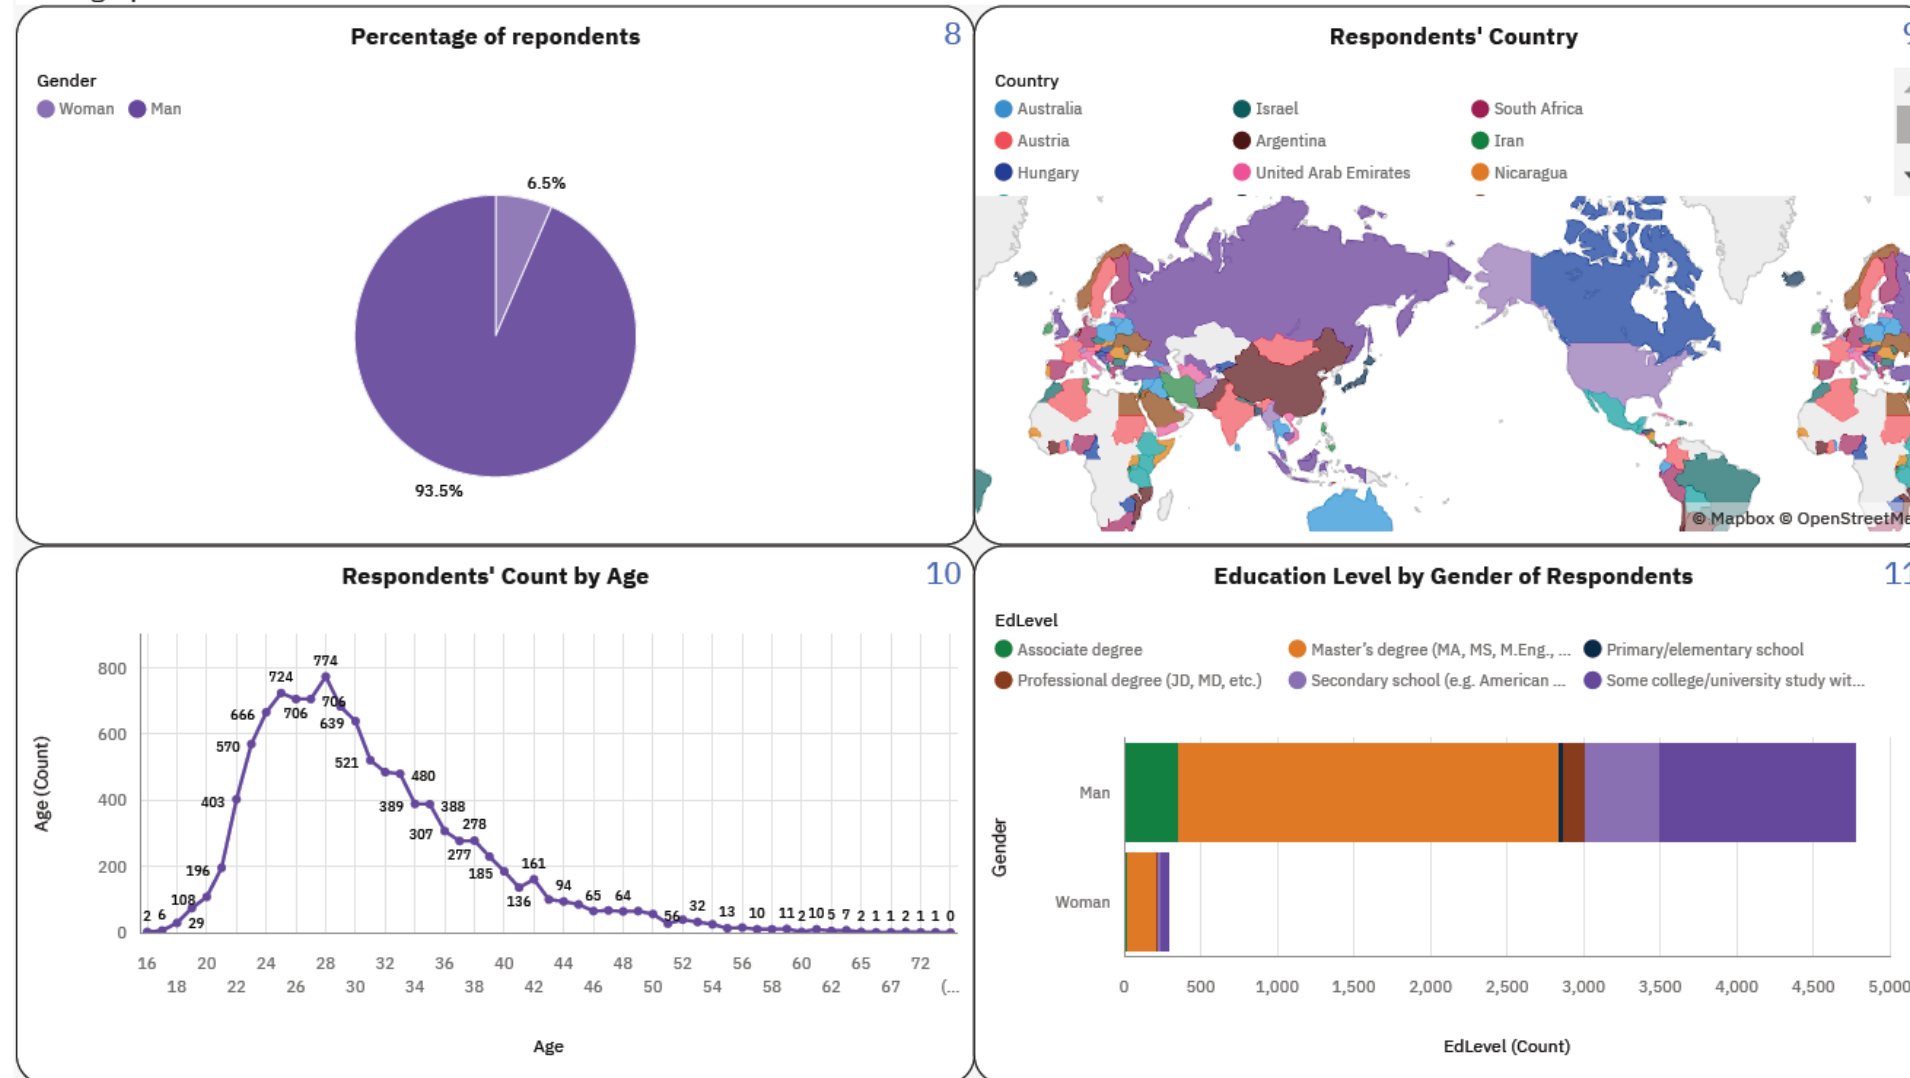 Percentage of repondents
8
Gender
Woman Man
6.5%
93.5%
Respondents' Country
Country
Australia Israel South Africa
Austria Argentina Iran
Hungary United Arab Emirates Nicaragua
© Mapbox © OpenStreetMa
Respondents' Count by Age
10
Age (Count)
800
600
400
200
0
2 6 108 29 196 403 570 666 724 706 774 706 639 521 480 389 388 307 277 278 185 136 161 94 65 64 56 32 13 10 11 2 10 5 7 2 1 1 2 1 1 0
16 20 24 28 32 36 40 44 48 52 56 60 65 72
18 22 26 30 34 38 42 46 50 54 58 62 67 (...
Age
Education Level by Gender of Respondents
11
EdLevel
Associate degree Master's degree (MA, MS, M.Eng., ... Primary/elementary school
Professional degree (JD, MD, etc.) Secondary school (e.g. American ... Some college/university study wit...
Gender
Man
Woman
0 500 1,000 1,500 2,000 2,500 3,000 3,500 4,000 4,500 5,000
EdLevel (Count)